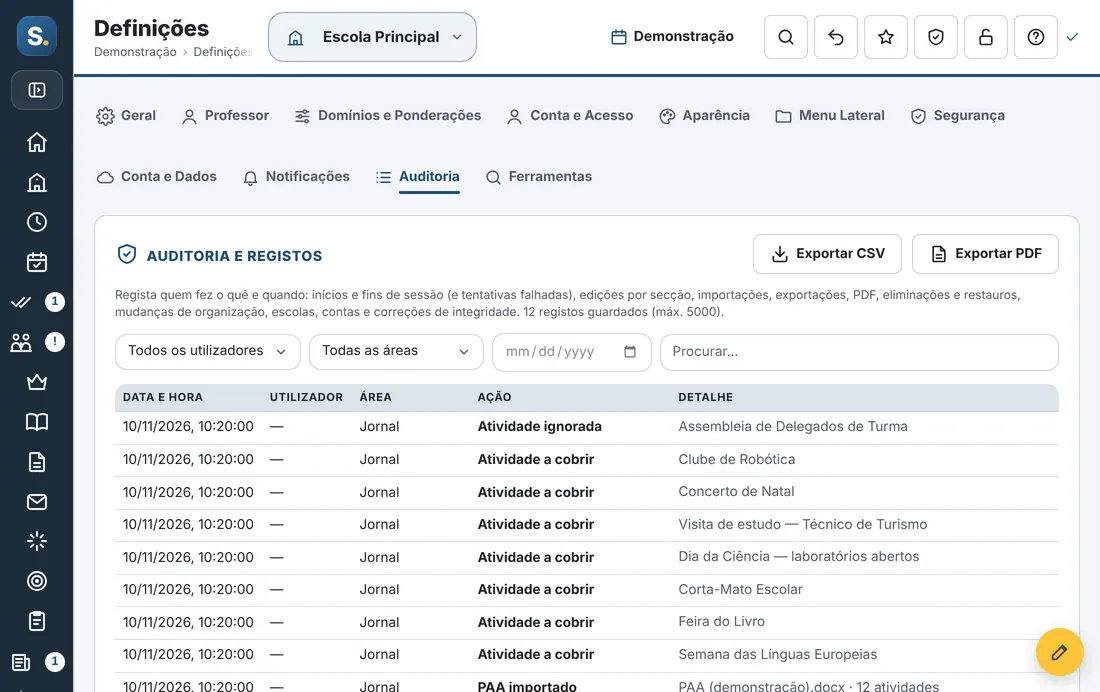 S.
Definições
Demonstração › Definições
Escola Principal
Demonstração
Geral
Professor
Domínios e Ponderações
Conta e Acesso
Aparência
Menu Lateral
Segurança
Conta e Dados
Notificações
Auditoria
Ferramentas
1
!
1
AUDITORIA E REGISTOS
Exportar CSV
Exportar PDF
Regista quem fez o quê e quando: inícios e fins de sessão (e tentativas falhadas), edições por secção, importações, exportações, PDF, eliminações e restauros,
mudanças de organização, escolas, contas e correções de integridade. 12 registos guardados (máx. 5000).
Todos os utilizadores
Todas as áreas
mm/dd/yyyy
Procurar...
DATA E HORA UTILIZADOR ÁREA AÇÃO DETALHE
10/11/2026, 10:20:00 — Jornal Atividade ignorada Assembleia de Delegados de Turma
10/11/2026, 10:20:00 — Jornal Atividade a cobrir Clube de Robótica
10/11/2026, 10:20:00 — Jornal Atividade a cobrir Concerto de Natal
10/11/2026, 10:20:00 — Jornal Atividade a cobrir Visita de estudo — Técnico de Turismo
10/11/2026, 10:20:00 — Jornal Atividade a cobrir Dia da Ciência — laboratórios abertos
10/11/2026, 10:20:00 — Jornal Atividade a cobrir Corta-Mato Escolar
10/11/2026, 10:20:00 — Jornal Atividade a cobrir Feira do Livro
10/11/2026, 10:20:00 — Jornal Atividade a cobrir Semana das Línguas Europeias
10/11/2026, 10:20:00 — Jornal PAA importado PAA (demonstração).docx · 12 atividades